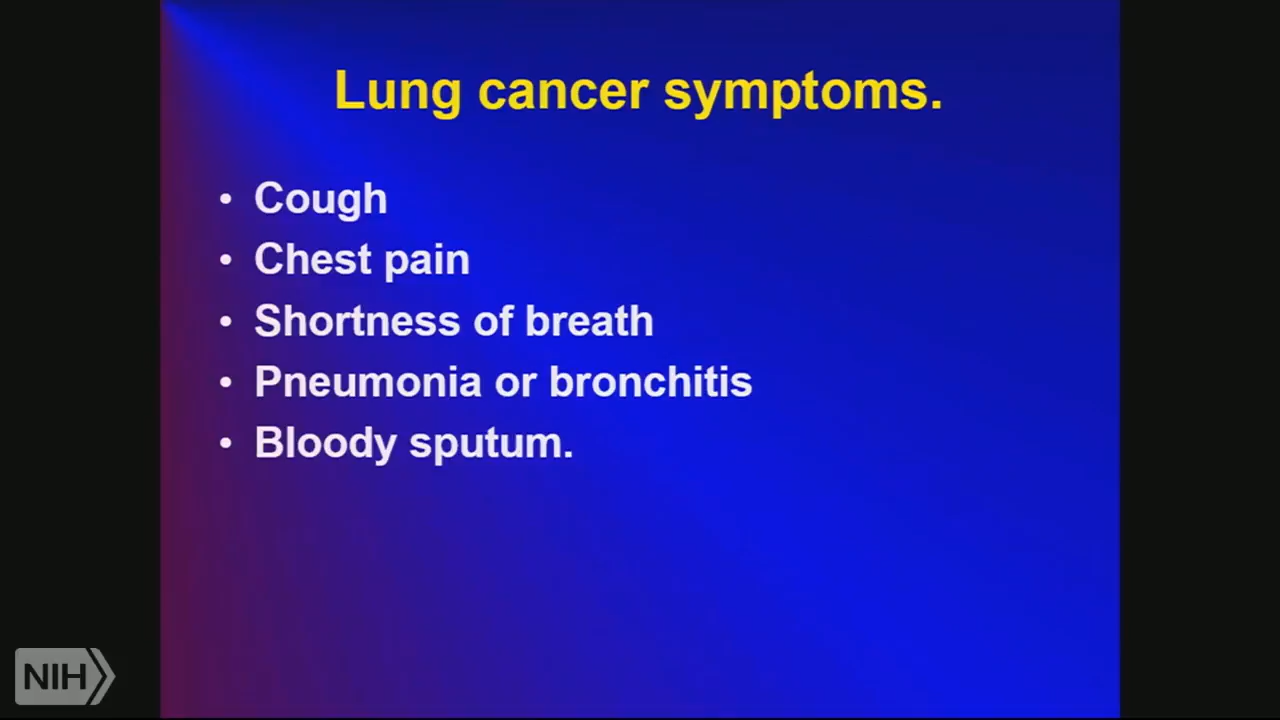 Lung cancer symptoms.
• Cough
• Chest pain
• Shortness of breath
• Pneumonia or bronchitis
• Bloody sputum.
NIH